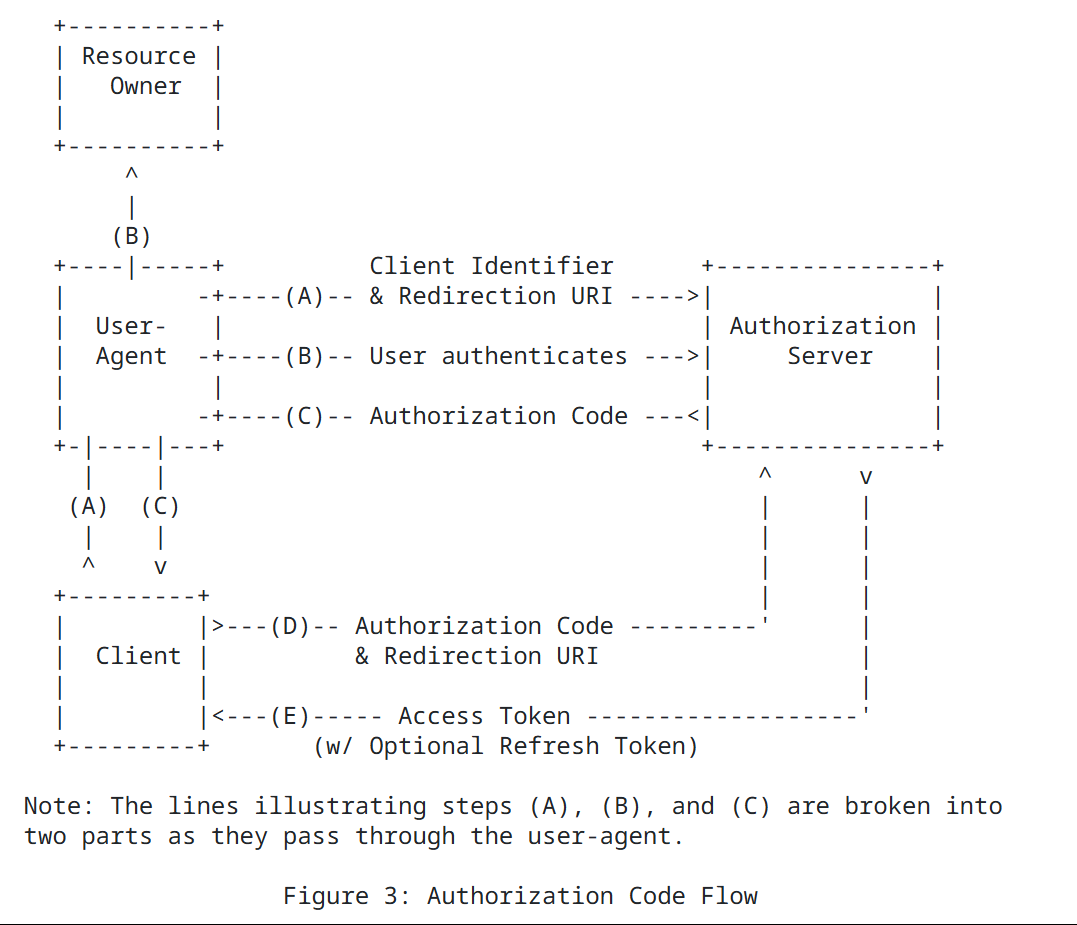 +----------+
| Resource |
|   Owner  |
|          |
+----------+
     ^
     |
    (B)
+----|-----+          Client Identifier      +---------------+
|         -+----(A)-- & Redirection URI ---->|               |
|  User-   |                                 | Authorization |
|  Agent  -+----(B)-- User authenticates --->|     Server    |
|          |                                 |               |
|         -+----(C)-- Authorization Code ---<|               |
+-|----|---+                                 +---------------+
  |    |                                         ^      v
 (A)  (C)                                        |      |
  |    |                                         |      |
  ^    v                                         |      |
+---------+                                      |      |
|         |>---(D)-- Authorization Code ---------'      |
|  Client |          & Redirection URI                  |
|         |                                             |
|         |<---(E)----- Access Token -------------------'
+---------+       (w/ Optional Refresh Token)
Note: The lines illustrating steps (A), (B), and (C) are broken into
two parts as they pass through the user-agent.
Figure 3: Authorization Code Flow